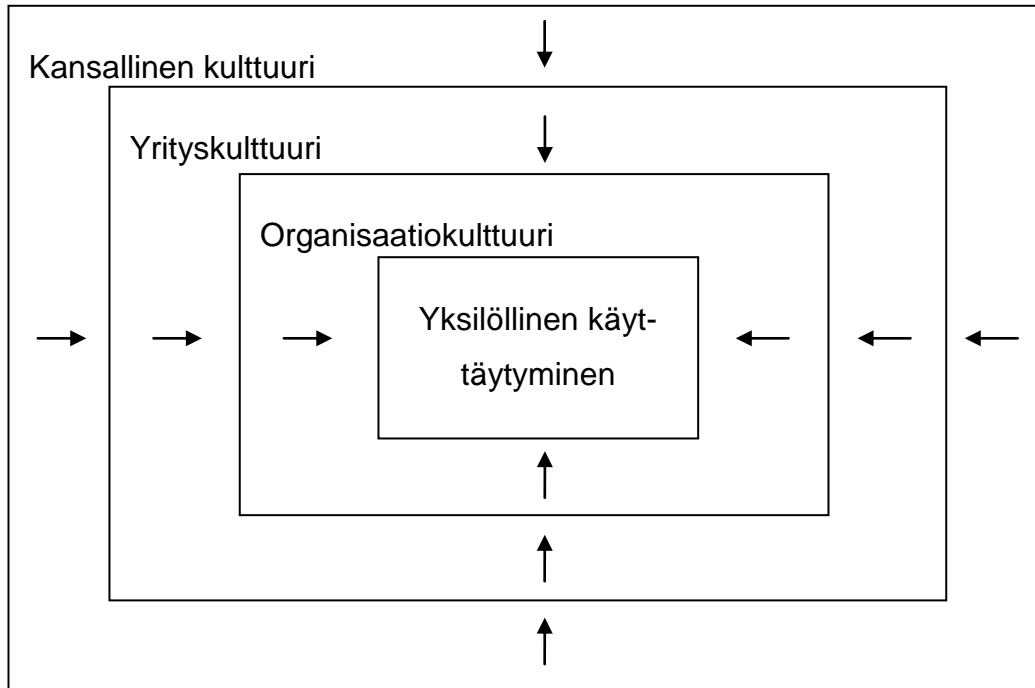 Kansallinen kulttuuri
Yrityskulttuuri
Organisaatiokulttuuri
Yksilöllinen käyt-
täytyminen